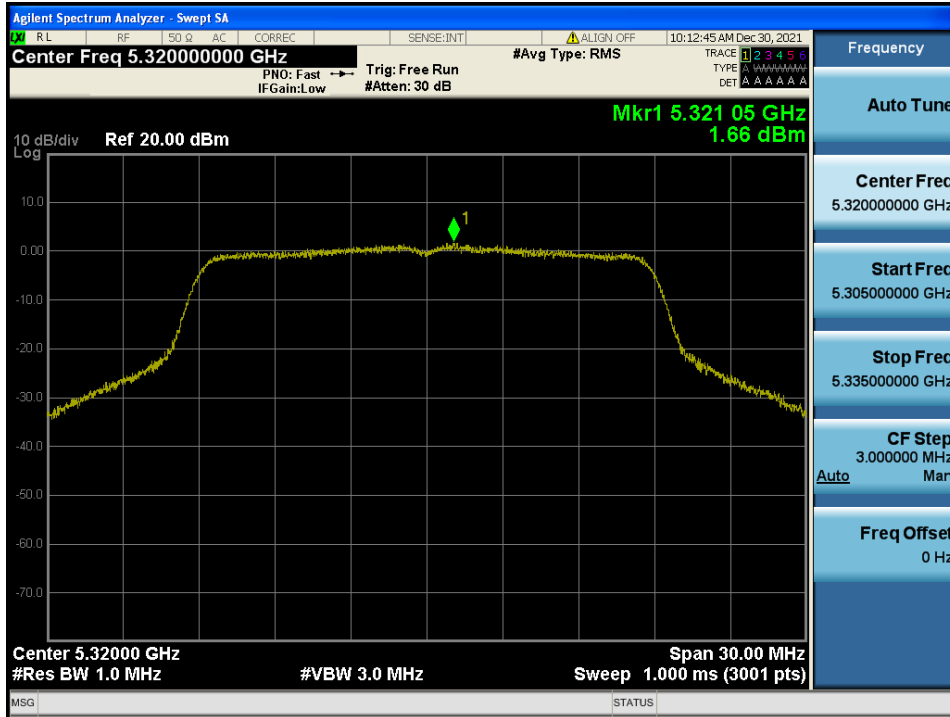 Agilent Spectrum Analyzer - Swept SA
LXI RL RF 50 Ω AC CORREC SENSE:INT ALIGN OFF 10:12:45 AM Dec 30, 2021
Center Freq 5.320000000 GHz
PNO: Fast
IFGain:Low
Trig: Free Run
#Atten: 30 dB
#Avg Type: RMS
TRACE 1 2 3 4 5 6
TYPE A WWWWW
DET A A A A A A
Mkr1 5.321 05 GHz
1.66 dBm
10 dB/div Ref 20.00 dBm
Log
10.0
0.00
-10.0
-20.0
-30.0
-40.0
-50.0
-60.0
-70.0
1
Center 5.32000 GHz Span 30.00 MHz
#Res BW 1.0 MHz #VBW 3.0 MHz Sweep 1.000 ms (3001 pts)
MSG STATUS
Frequency
Auto Tune
Center Freq
5.320000000 GHz
Start Freq
5.305000000 GHz
Stop Freq
5.335000000 GHz
CF Step
3.000000 MHz
Auto Man
Freq Offset
0 Hz